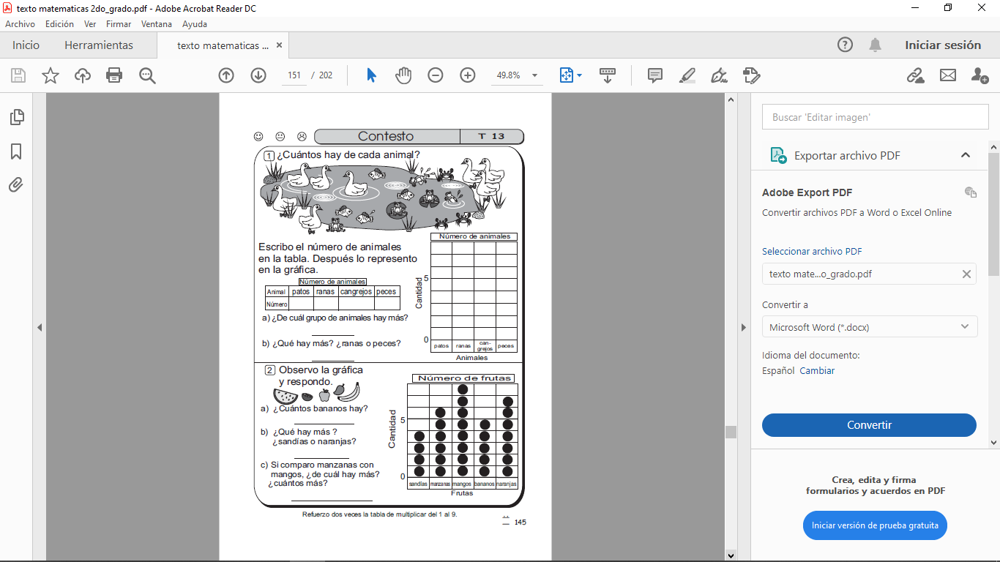 texto matematicas 2do_grado.pdf - Adobe Acrobat Reader DC
Archivo Edición Ver Firmar Ventana Ayuda
Inicio Herramientas texto matematicas ... × Iniciar sesión
151 / 202 49.8%
Contesto T 13
1 ¿Cuántos hay de cada animal?
Escribo el número de animales
en la tabla. Después lo represento
en la gráfica.
Número de animales
Animal patos ranas cangrejos peces
Número
a) ¿De cuál grupo de animales hay más?
b) ¿Qué hay más? ¿ranas o peces?
Número de animales
Cantidad
5
0
patos ranas can-
grejos peces
Animales
2 Observo la gráfica
y respondo.
a) ¿Cuántos bananos hay?
b) ¿Qué hay más ?
¿sandías o naranjas?
c) Si comparo manzanas con
mangos, ¿de cuál hay más?
¿cuántos más?
Número de frutas
Cantidad
5
0
sandías manzanas mangos bananos naranjas
Frutas
Refuerzo dos veces la tabla de multiplicar del 1 al 9.
145
Buscar 'Editar imagen'
Exportar archivo PDF
Adobe Export PDF
Convertir archivos PDF a Word o Excel Online
Seleccionar archivo PDF
texto mate...o_grado.pdf
Convertir a
Microsoft Word (*.docx)
Idioma del documento:
Español Cambiar
Convertir
Crea, edita y firma
formularios y acuerdos en PDF
Iniciar versión de prueba gratuita